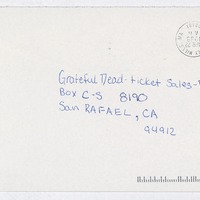 Grateful Dead-ticket Sales-
Box C-S 8190
San RAFAEL, CA
94912